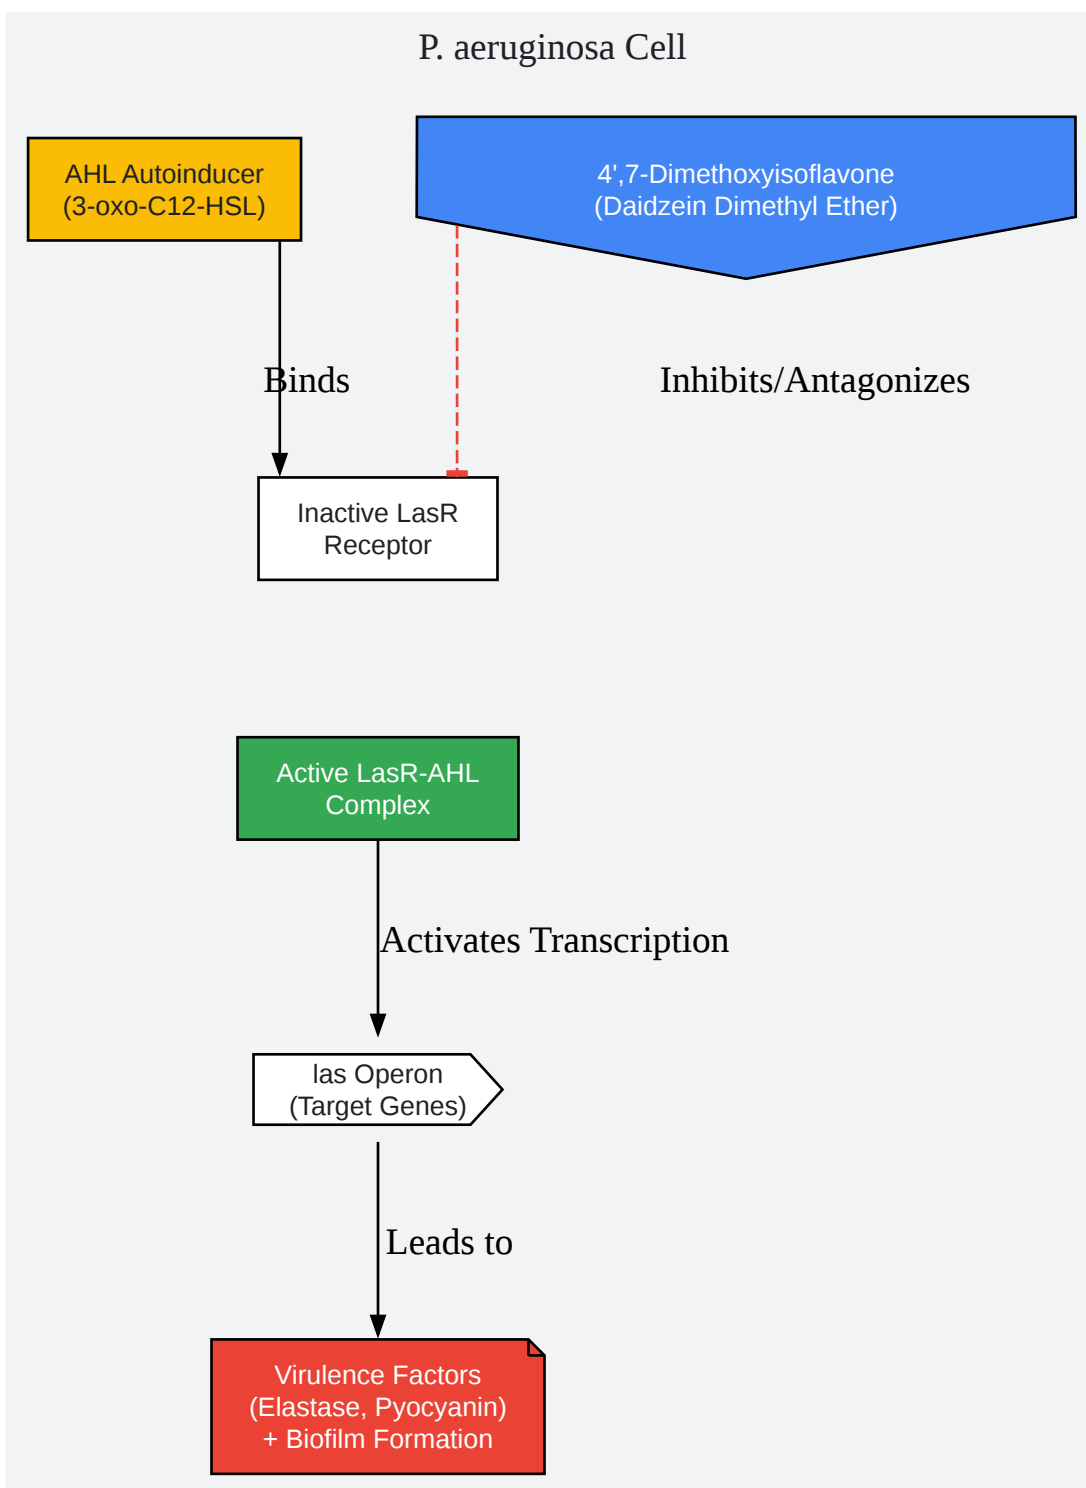 P. aeruginosa Cell
AHL Autoinducer
(3-oxo-C12-HSL)
4',7-Dimethoxyisoflavone
(Daidzein Dimethyl Ether)
Binds
Inhibits/Antagonizes
Inactive LasR
Receptor
Active LasR-AHL
Complex
Activates Transcription
las Operon
(Target Genes)
Leads to
Virulence Factors
(Elastase, Pyocyanin)
+ Biofilm Formation